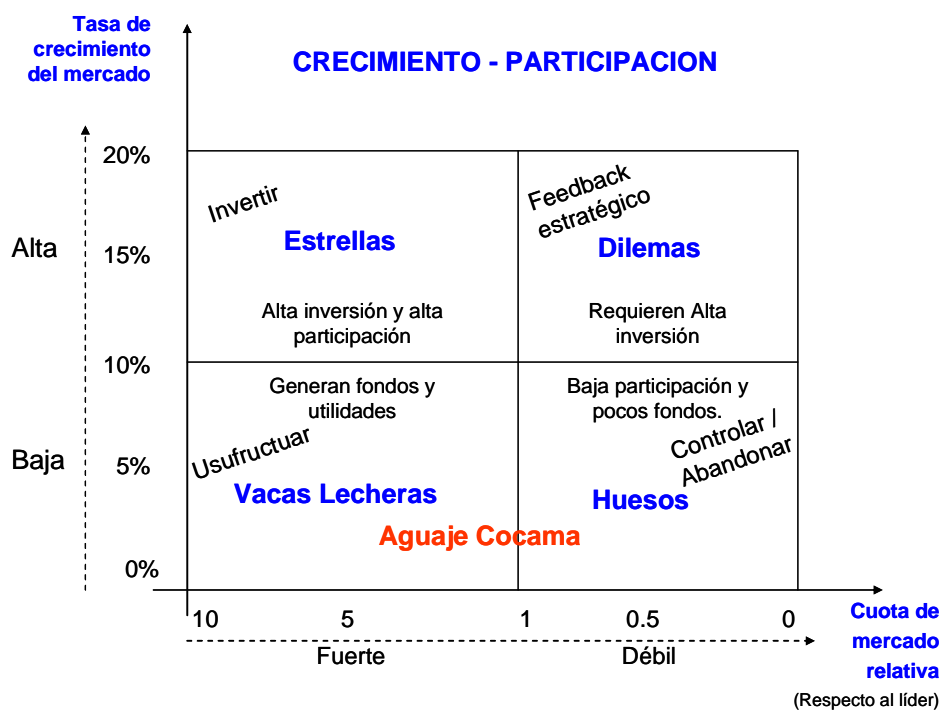 Tasa de
crecimiento
del mercado
CRECIMIENTO - PARTICIPACION
20%
Alta
15%
10%
Baja
5%
0%
Invertir
Estrellas
Alta inversión y alta
participación
Feedback
estratégico
Dilemas
Requieren Alta
inversión
Generan fondos y
utilidades
Usufructuar
Vacas Lecheras
Baja participación y
pocos fondos.
Controlar /
Abandonar
Huesos
Aguaje Cocama
10
5
1
0.5
0
Fuerte
Débil
Cuota de
mercado
relativa
(Respecto al líder)